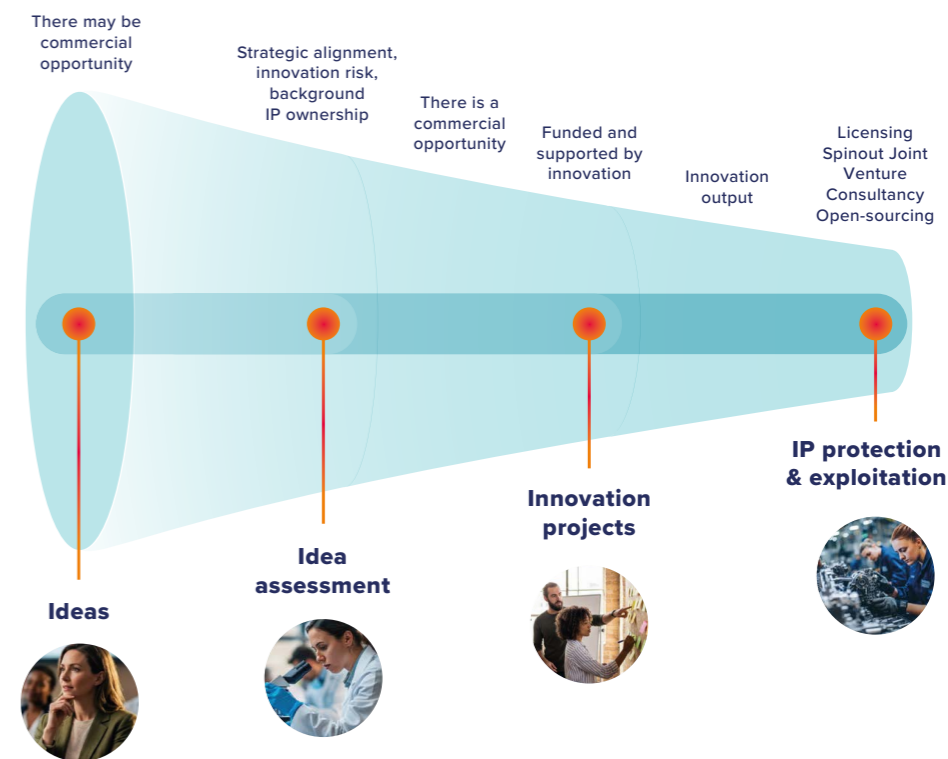 There may be
commercial
opportunity
Strategic alignment,
innovation risk,
background
IP ownership
There is a
commercial
opportunity
Funded and
supported by
innovation
Innovation
output
Licensing
Spinout Joint
Venture
Consultancy
Open-sourcing
Ideas
Idea
assessment
Innovation
projects
IP protection
& exploitation